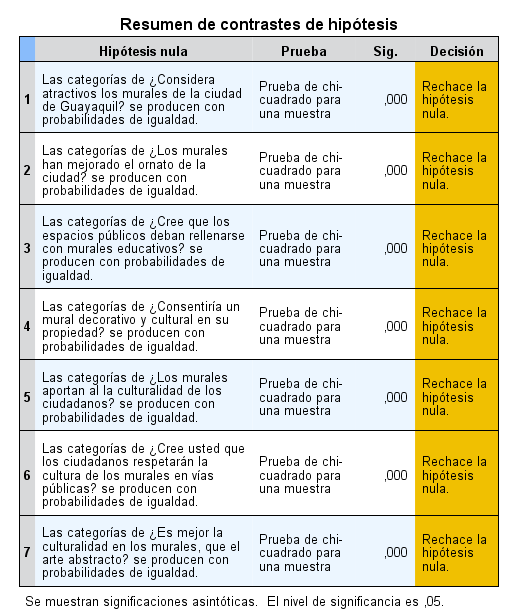 Resumen de contrastes de hipótesis
Hipótesis nula Prueba Sig. Decisión
1
Las categorías de ¿Considera
atractivos los murales de la ciudad
de Guayaquil? se producen con
probabilidades de igualdad.
Prueba de chi-
cuadrado para
una muestra
,000
Rechace la
hipótesis
nula.
2
Las categorías de ¿Los murales
han mejorado el ornato de la
ciudad? se producen con
probabilidades de igualdad.
Prueba de chi-
cuadrado para
una muestra
,000
Rechace la
hipótesis
nula.
3
Las categorías de ¿Cree que los
espacios públicos deban rellenarse
con murales educativos? se
producen con probabilidades de
igualdad.
Prueba de chi-
cuadrado para
una muestra
,000
Rechace la
hipótesis
nula.
4
Las categorías de ¿Consentiría un
mural decorativo y cultural en su
propiedad? se producen con
probabilidades de igualdad.
Prueba de chi-
cuadrado para
una muestra
,000
Rechace la
hipótesis
nula.
5
Las categorías de ¿Los murales
aportan al la culturalidad de los
ciudadanos? se producen con
probabilidades de igualdad.
Prueba de chi-
cuadrado para
una muestra
,000
Rechace la
hipótesis
nula.
6
Las categorías de ¿Cree usted que
los ciudadanos respetarán la
cultura de los murales en vías
públicas? se producen con
probabilidades de igualdad.
Prueba de chi-
cuadrado para
una muestra
,000
Rechace la
hipótesis
nula.
7
Las categorías de ¿Es mejor la
culturalidad en los murales, que el
arte abstracto? se producen con
probabilidades de igualdad.
Prueba de chi-
cuadrado para
una muestra
,000
Rechace la
hipótesis
nula.
Se muestran significaciones asintóticas. El nivel de significancia es ,05.